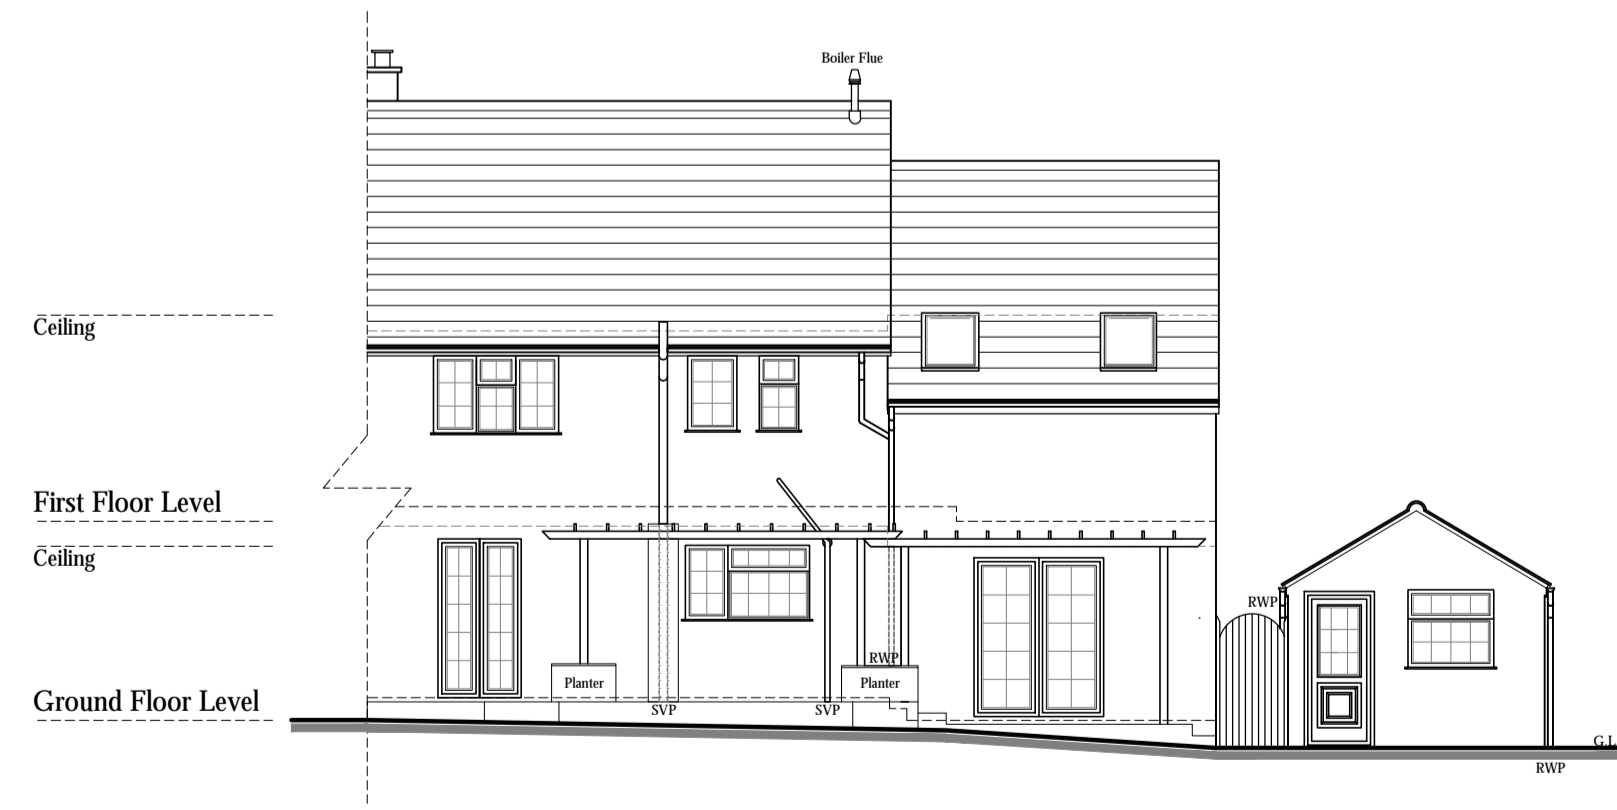 Boiler Flue
Ceiling
First Floor Level
Ceiling
RWP
RWP
Planter
Planter
Ground Floor Level
SVP
SVP
G.L
RWP